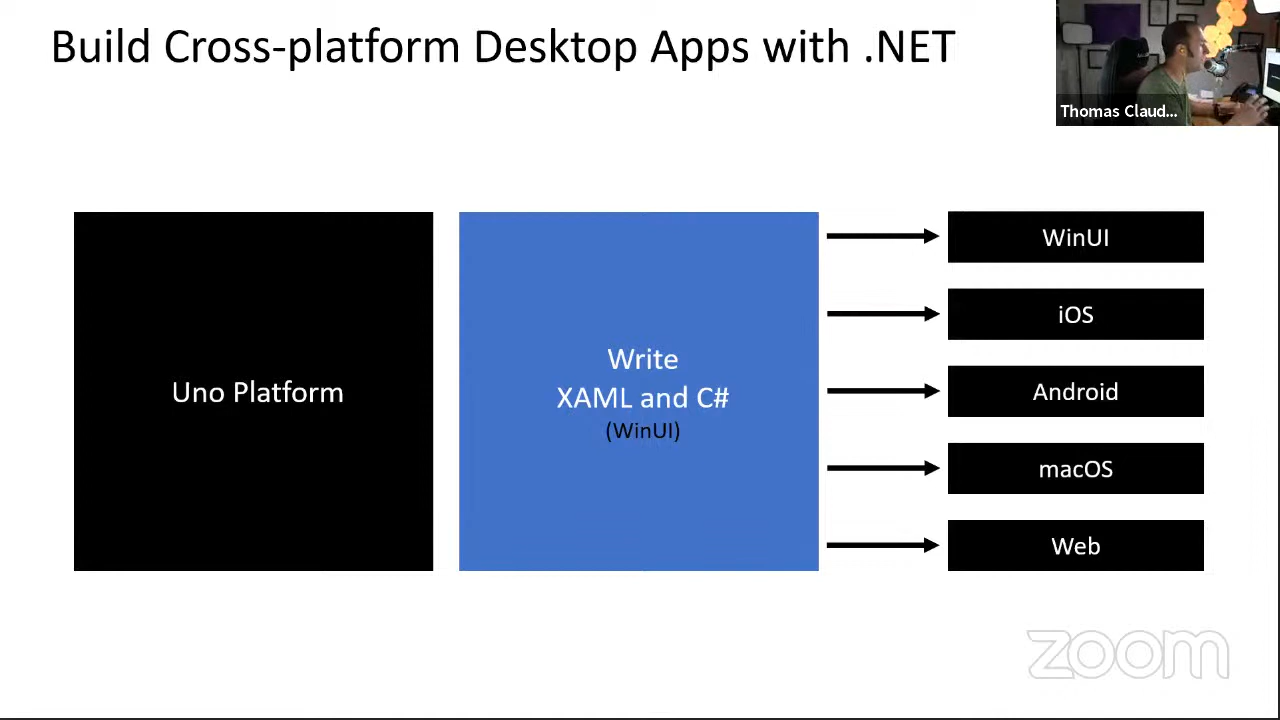 Build Cross-platform Desktop Apps with .NET
Thomas Claud...
Uno Platform
Write
XAML and C#
(WinUI)
WinUI
iOS
Android
macOS
Web
zoom